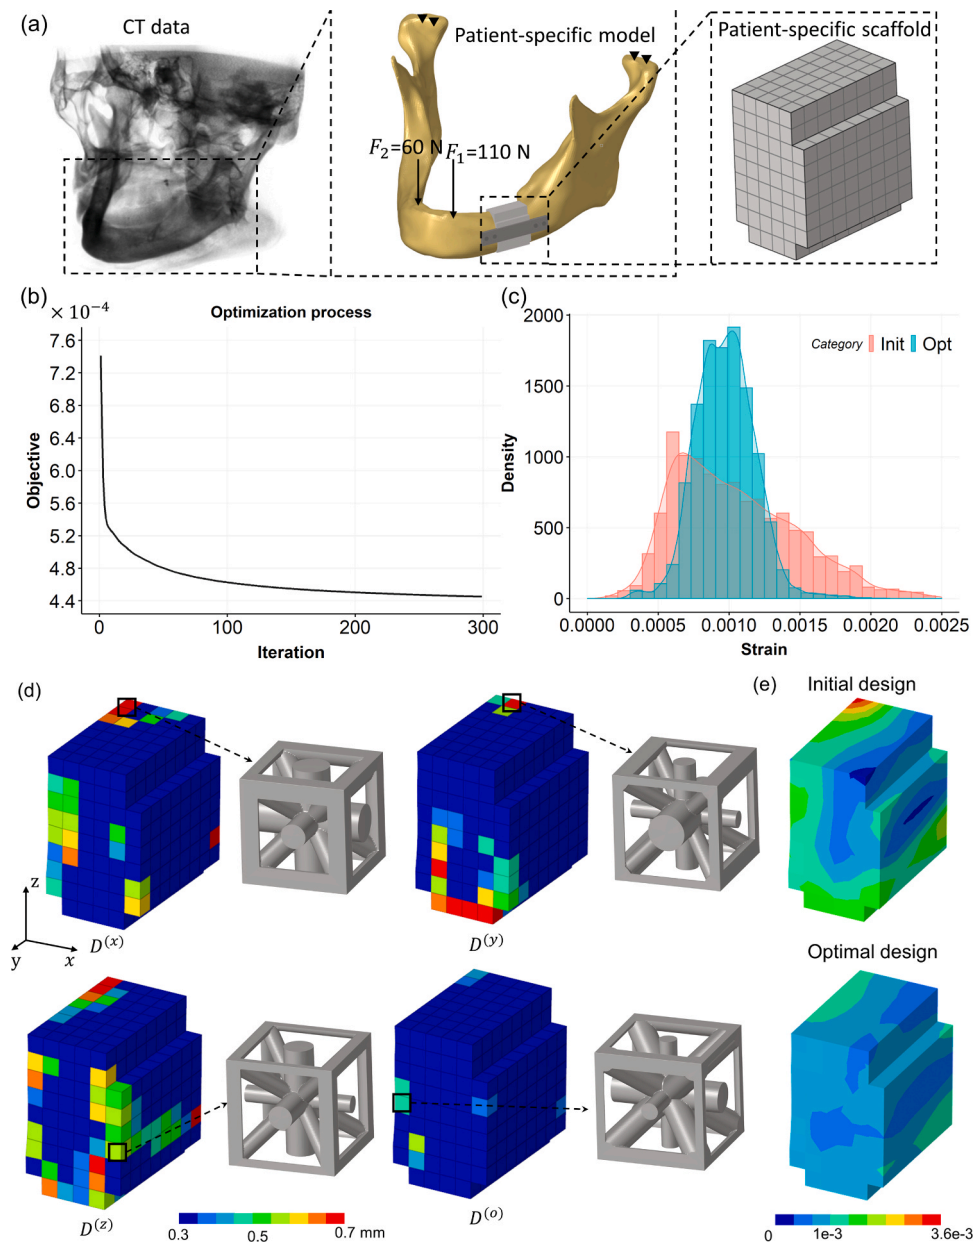 (a)
CT data
Patient-specific model
Patient-specific scaffold
F₂=60 N
F₁=110 N
(b)
× 10⁻⁴
Optimization process
7.6
7.2
6.4
6.0
5.6
5.2
4.8
4.4
Objective
0
100
200
300
Iteration
(c)
2000
1500
1000
500
0
Density
Category
Init
Opt
0.0000
0.0005
0.0010
0.0015
0.0020
0.0025
Strain
(d)
z
y
x
D⁽ˣ⁾
D⁽ʸ⁾
D⁽ᶻ⁾
D⁽ᵒ⁾
0.3
0.5
0.7 mm
(e)
Initial design
Optimal design
0
1e-3
3.6e-3